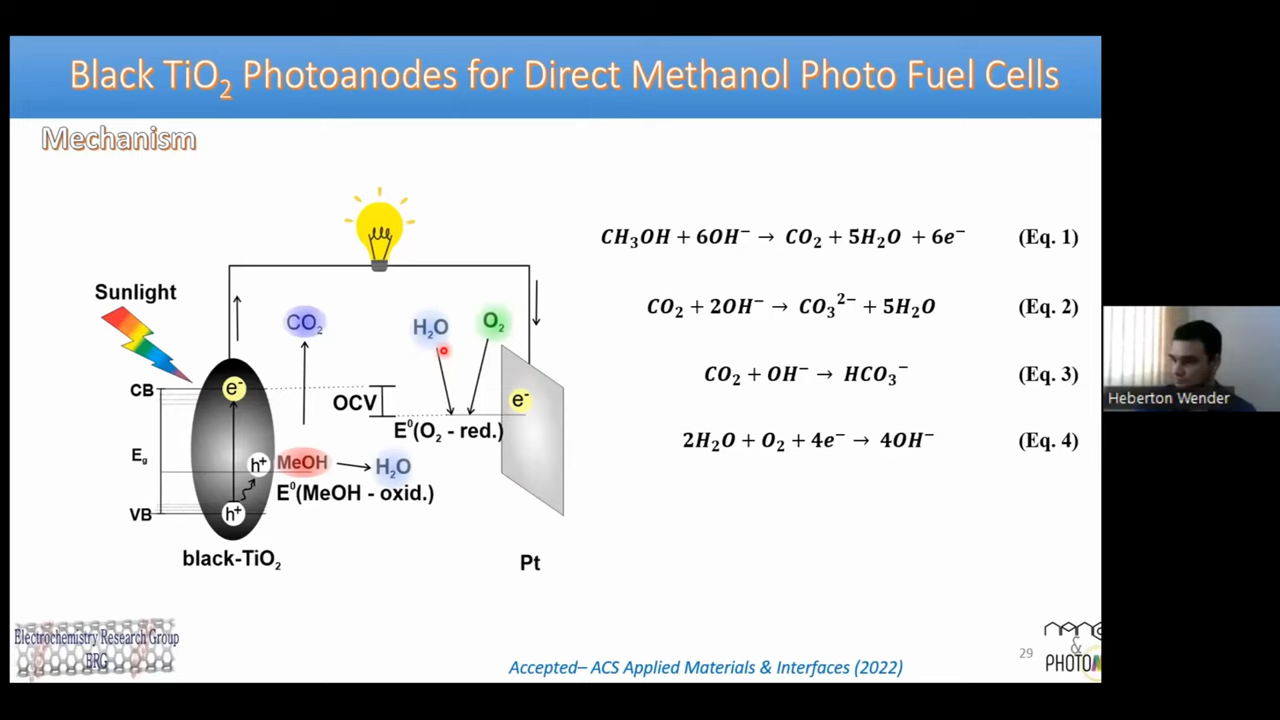 Black TiO₂ Photoanodes for Direct Methanol Photo Fuel Cells
Mechanism
Sunlight
CO₂
H₂O
O₂
CB
e⁻
OCV
e⁻
E⁰(O₂ - red.)
E_g
h⁺
MeOH
H₂O
E⁰(MeOH - oxid.)
VB
h⁺
black-TiO₂
Pt
CH₃OH + 6OH⁻ → CO₂ + 5H₂O + 6e⁻ (Eq. 1)
CO₂ + 2OH⁻ → CO₃²⁻ + 5H₂O (Eq. 2)
CO₂ + OH⁻ → HCO₃⁻ (Eq. 3)
2H₂O + O₂ + 4e⁻ → 4OH⁻ (Eq. 4)
Heberton Wender
Electrochemistry Research Group
BRG
Accepted– ACS Applied Materials & Interfaces (2022)
29
NANO
&
PHOTON